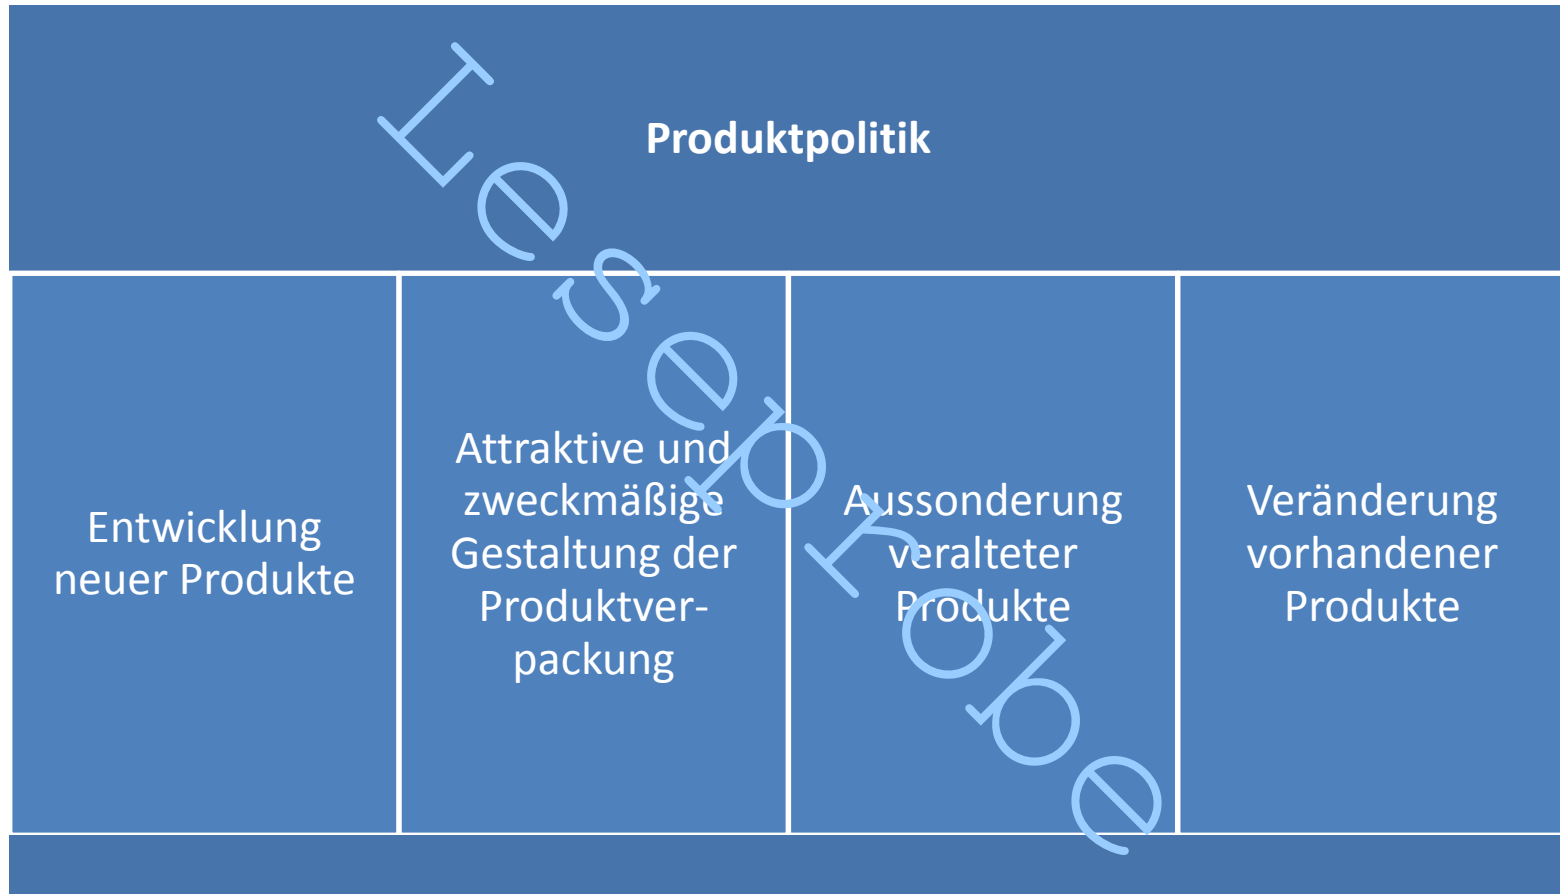 Produktpolitik
Entwicklung
neuer Produkte
Attraktive und
zweckmäßige
Gestaltung der
Produktver-
packung
Aussonderung
veralteter
Produkte
Veränderung
vorhandener
Produkte
Leseprobe